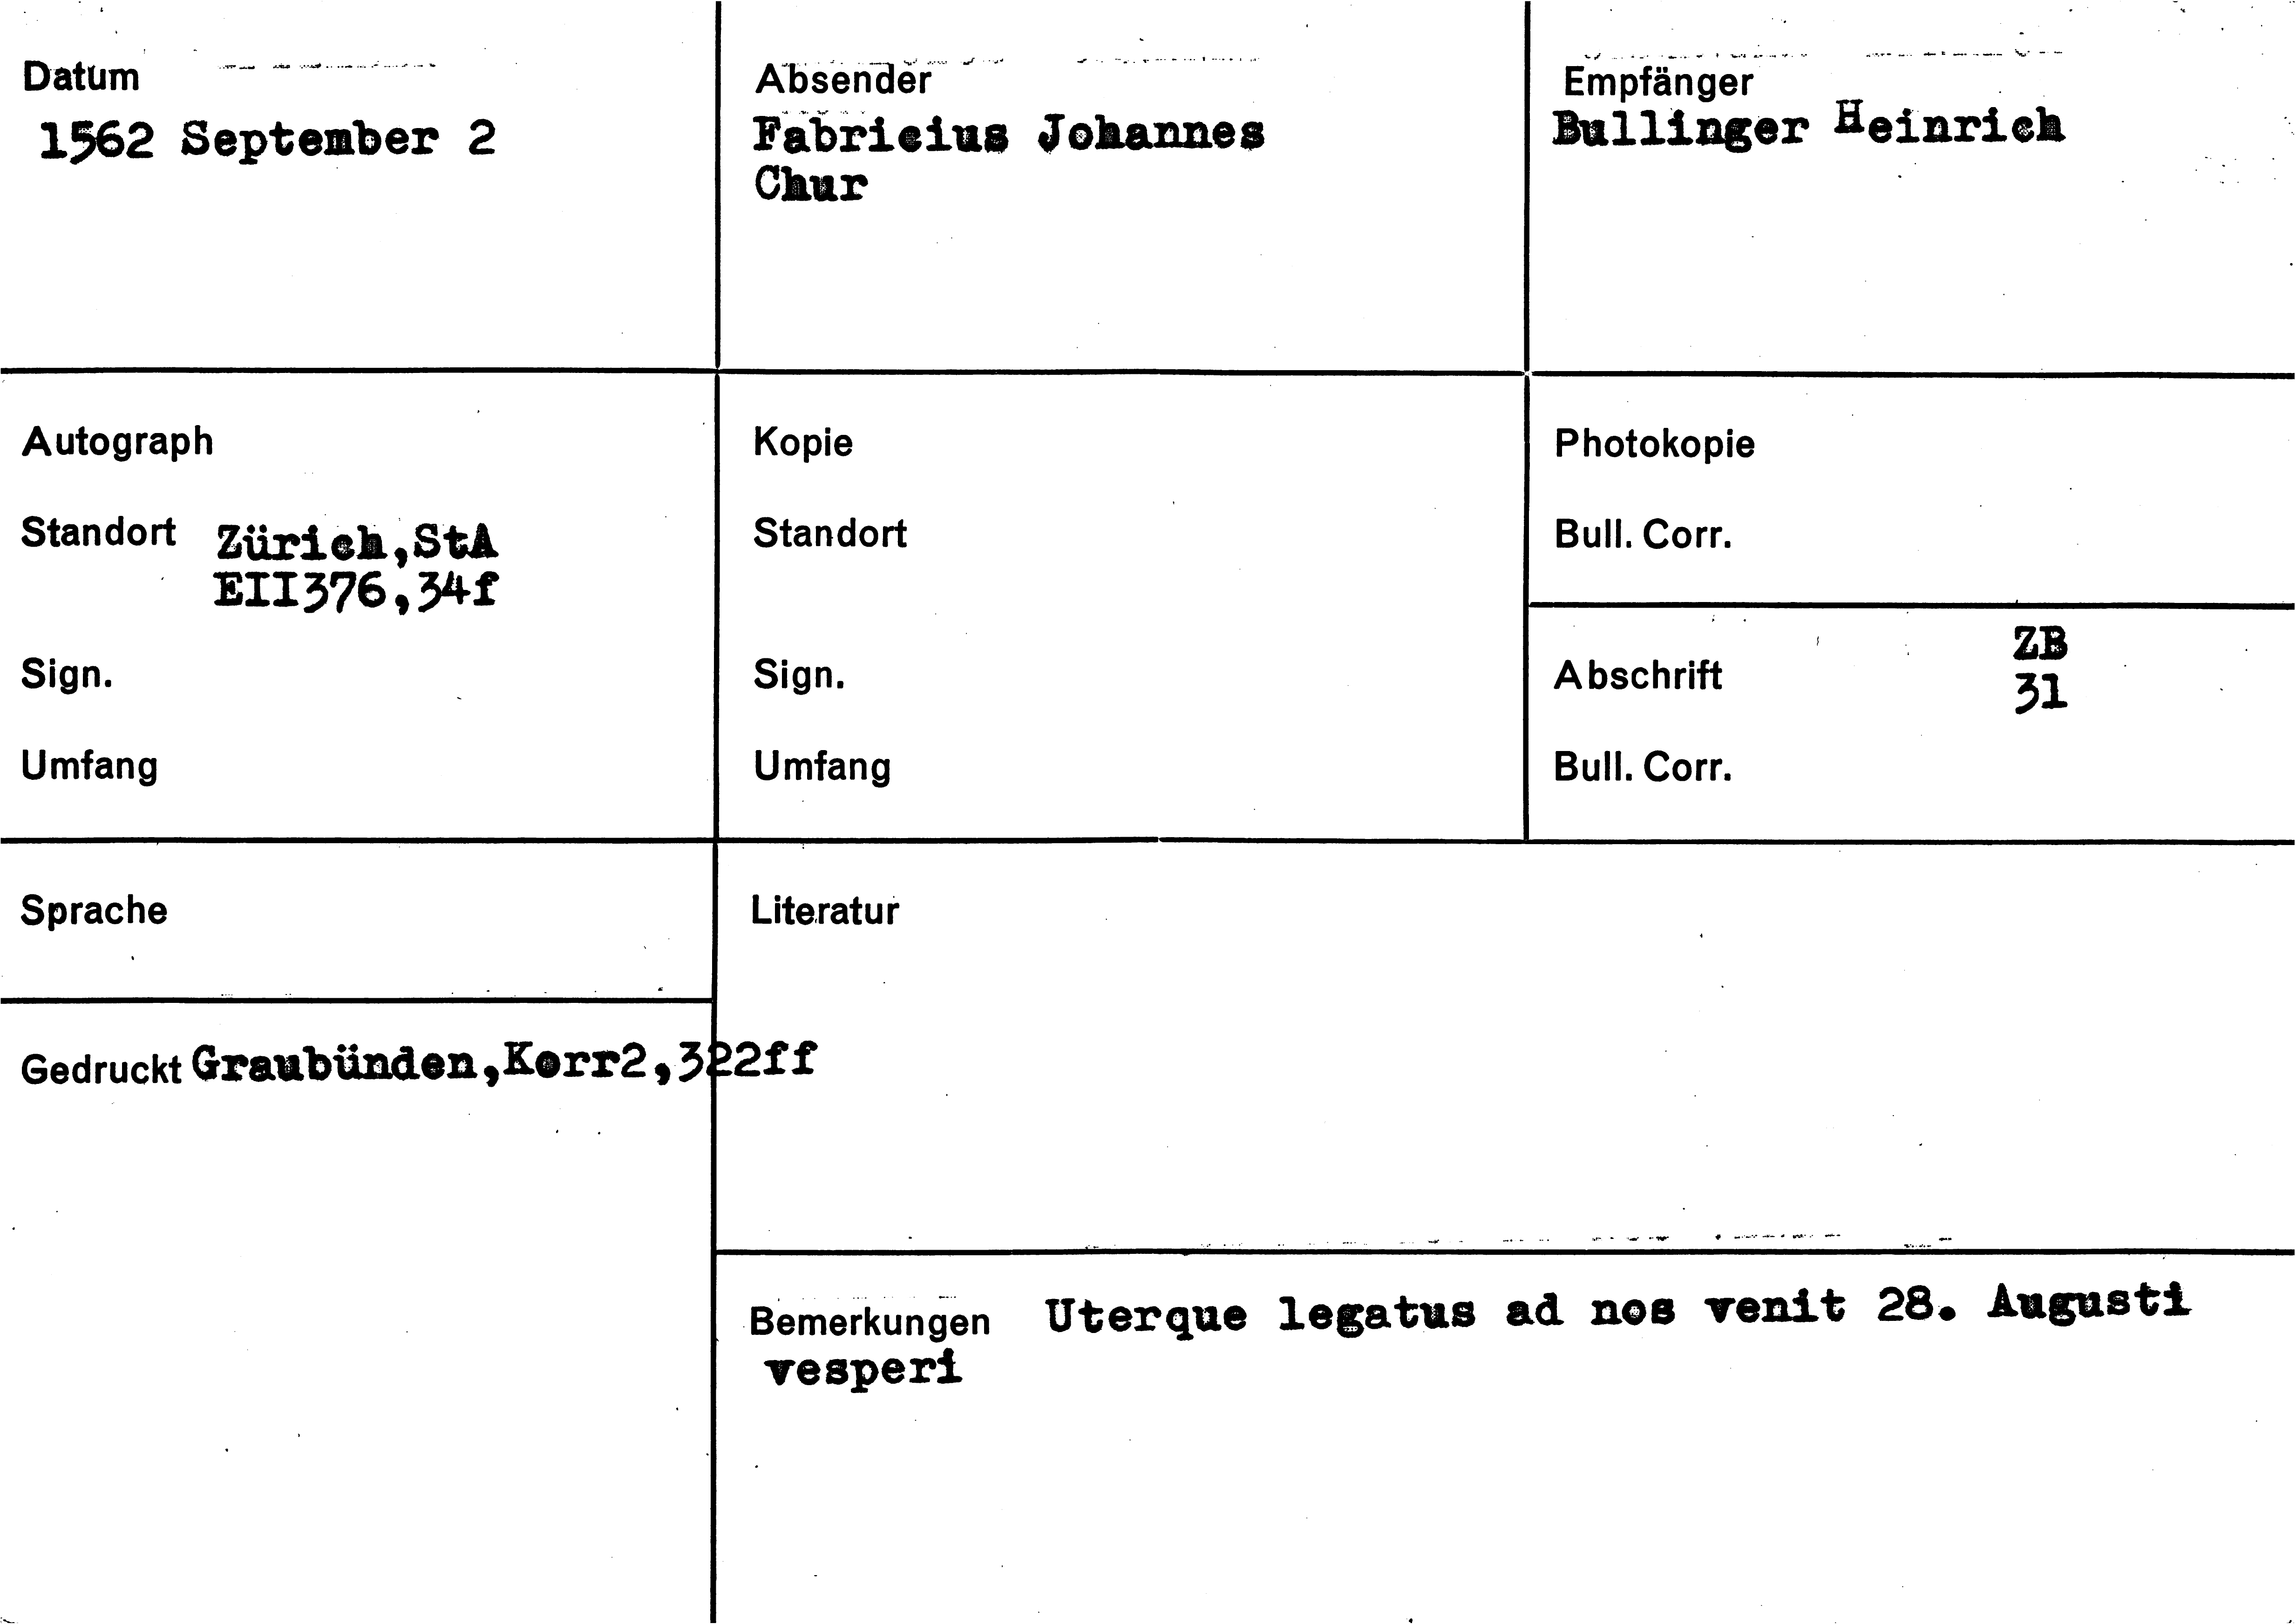 Datum
1562 September 2
Absender
Fabricius Johannes
Chur
Empfänger
Bullinger Heinrich
Autograph
Standort Zürich,StA
EII376,34f
Sign.
Umfang
Kopie
Standort
Sign.
Umfang
Photokopie
Bull. Corr.
Abschrift ZB
31
Bull. Corr.
Sprache
Literatur
Gedruckt Graubünden,Korr2,322ff
Bemerkungen Uterque legatus ad nos venit 28. Augusti
vesperi